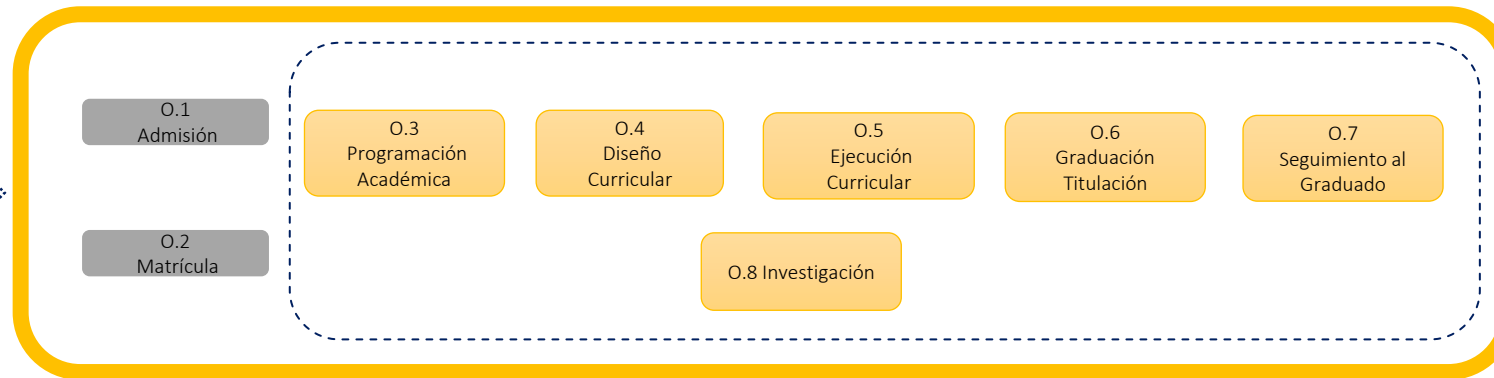 O.1
Admisión
O.2
Matrícula
O.3
Programación
Académica
O.4
Diseño
Curricular
O.5
Ejecución
Curricular
O.6
Graduación
Titulación
O.7
Seguimiento al
Graduado
O.8 Investigación